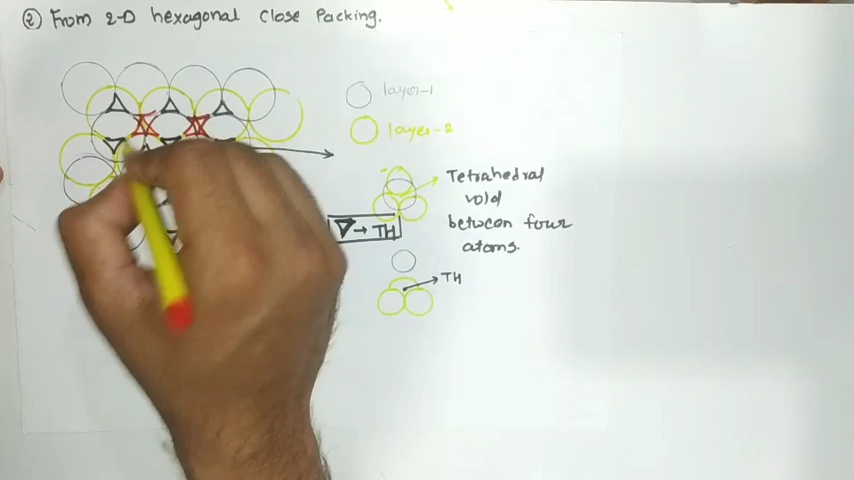 ② From 2-D hexagonal Close Packing.
layer-1
layer-2
Tetrahedral
void
between four
atoms.
→ TH
TH